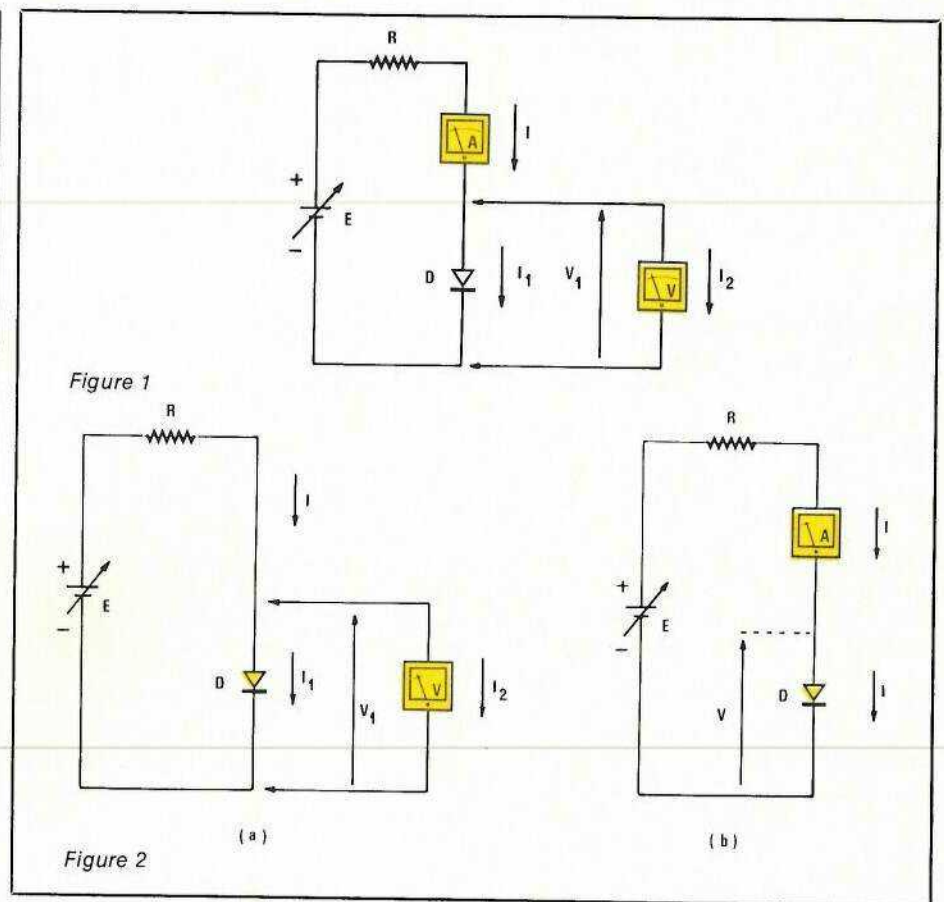 R
A
I
+
E
−
D
I₁
V₁
V
I₂
Figure 1
R
I
+
E
−
D
I₁
V₁
V
I₂
(a)
R
A
I
+
E
−
V
D
I
(b)
Figure 2